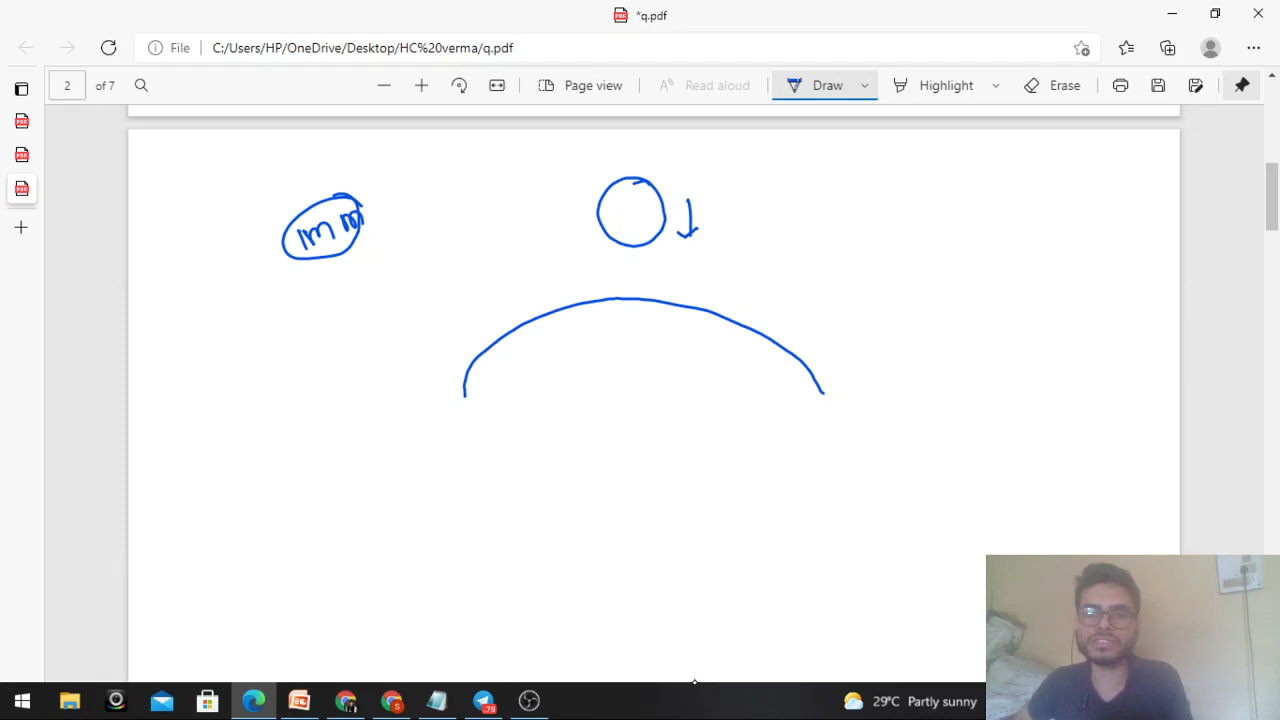 *q.pdf
File C:/Users/HP/OneDrive/Desktop/HC%20verma/q.pdf
2 of 7 Page view Read aloud Draw Highlight Erase
1m m
79
29°C Partly sunny